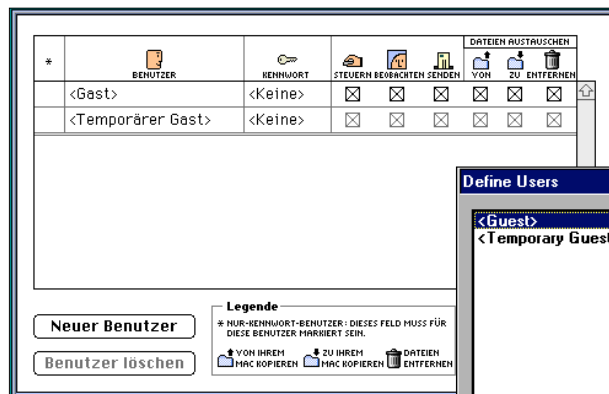 DATEIEN AUSTAUSCHEN
* BENUTZER KENNWORT STEUERN BEOBACHTEN SENDEN VON ZU ENTFERNEN
<Gast> <Keine>
<Temporärer Gast> <Keine>
Define Users
<Guest>
<Temporary Guest
Legende
* NUR-KENNWORT-BENUTZER: DIESES FELD MUSS FÜR
DIESE BENUTZER MARKIERT SEIN.
VON IHREM
MAC KOPIEREN
ZU IHREM
MAC KOPIEREN
DATEIEN
ENTFERNEN
Neuer Benutzer
Benutzer löschen